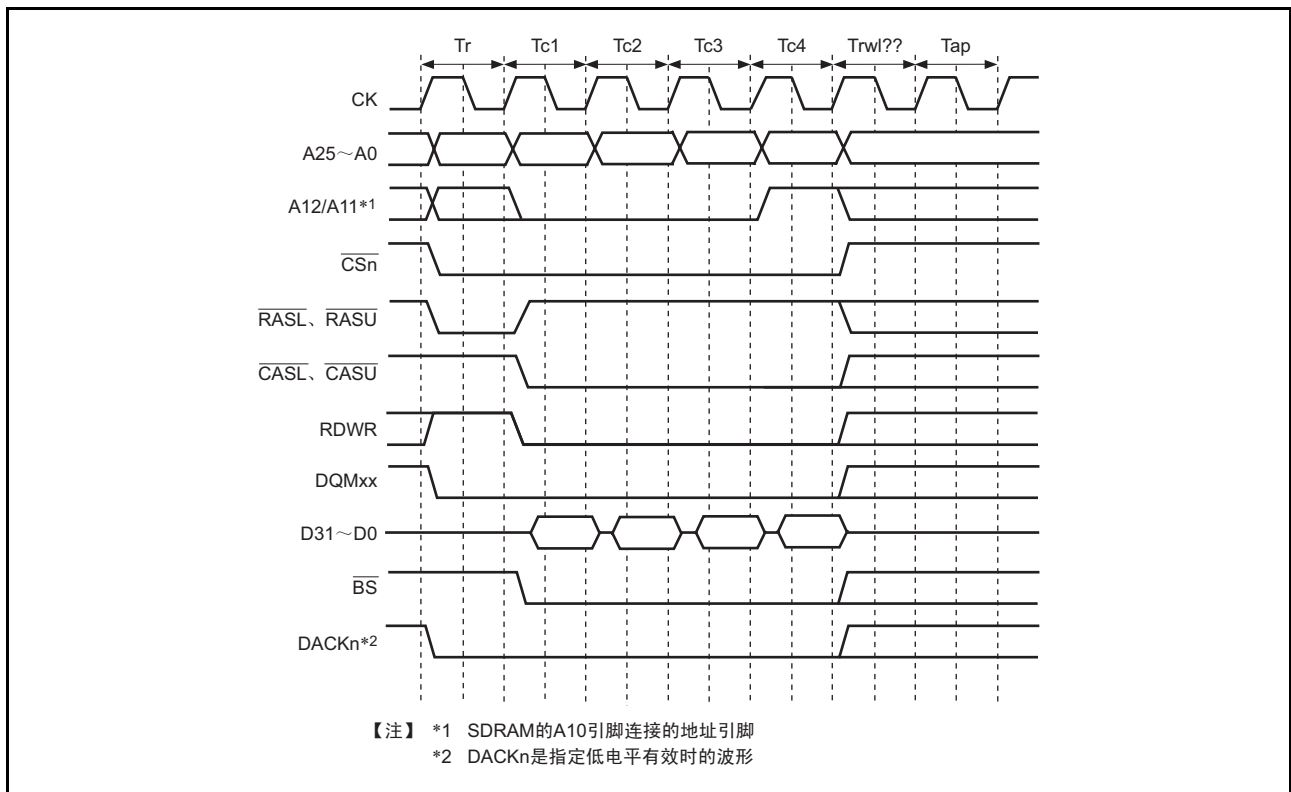 Tr Tc1 Tc2 Tc3 Tc4 Trwl?? Tap
CK
A25～A0
A12/A11*1
CSn
RASL、RASU
CASL、CASU
RDWR
DQMxx
D31～D0
BS
DACKn*2
【注】 *1 SDRAM的A10引脚连接的地址引脚
*2 DACKn是指定低电平有效时的波形